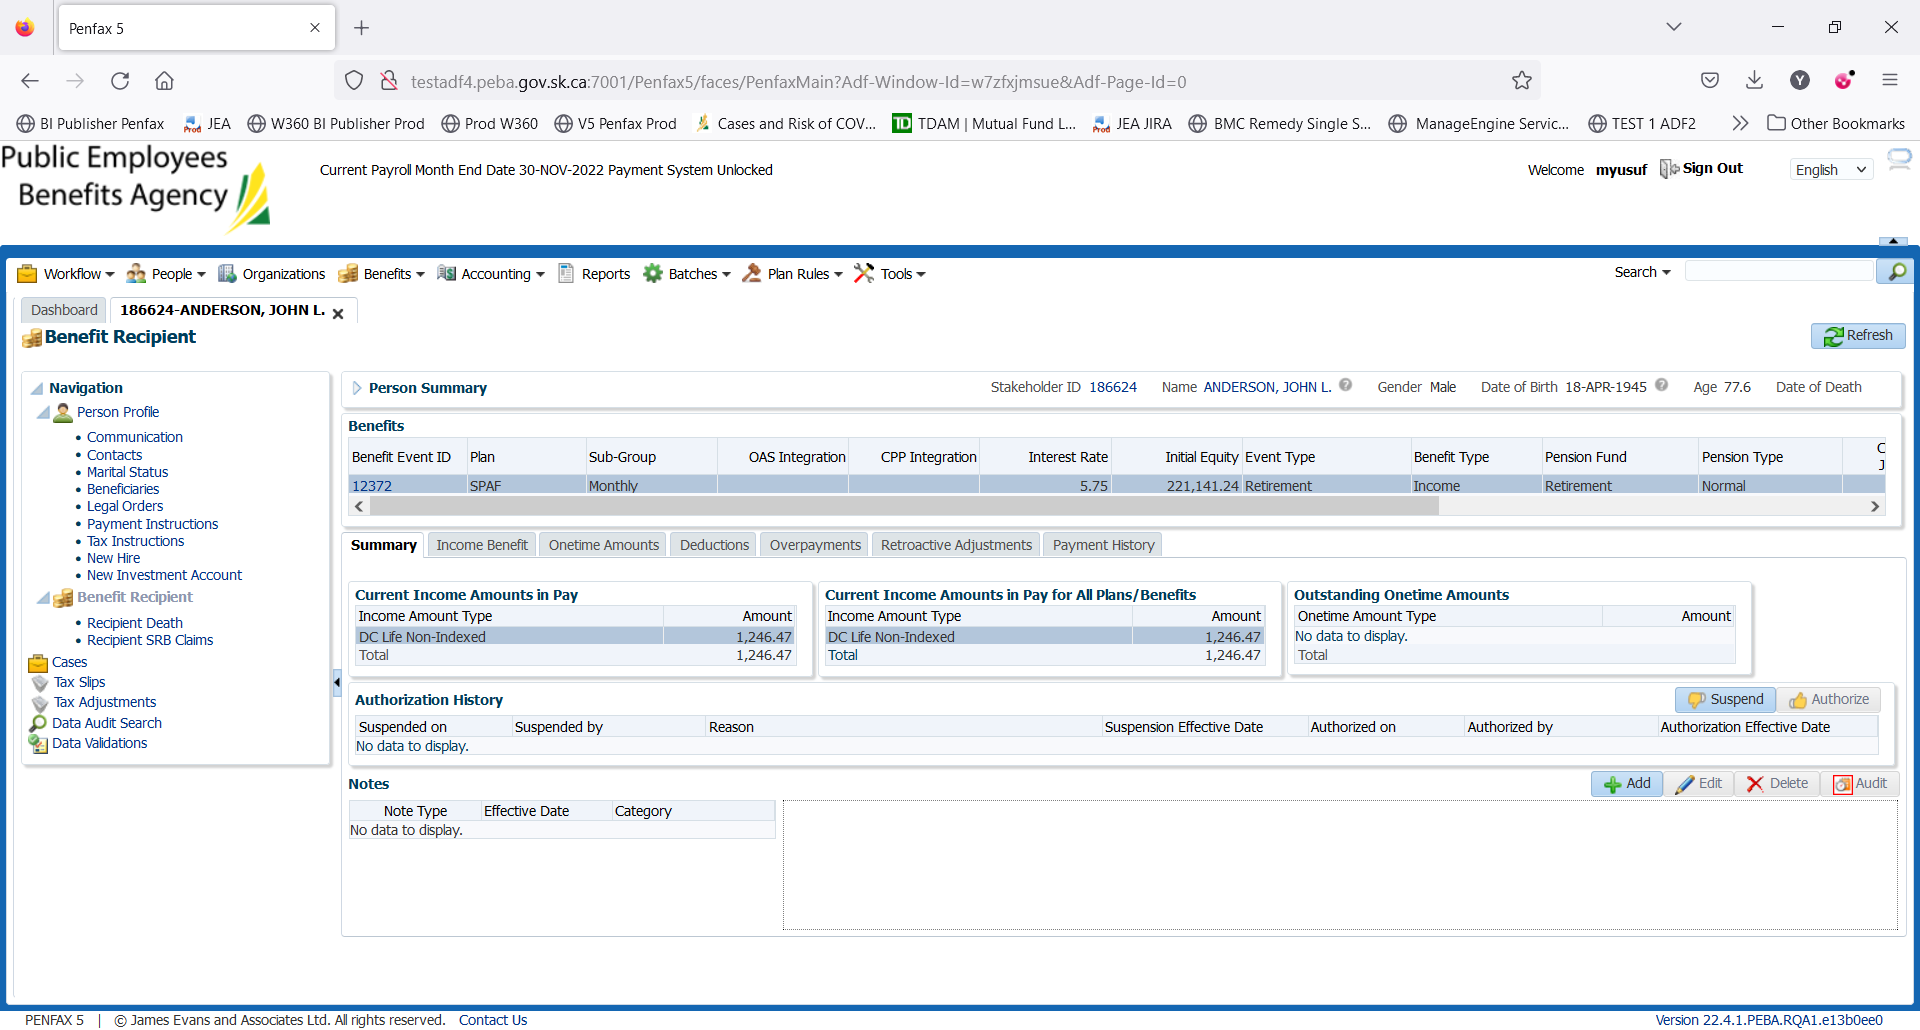 Penfax 5
testadf4.peba.gov.sk.ca:7001/Penfax5/faces/PenfaxMain?Adf-Window-Id=w7zfxjmsue&Adf-Page-Id=0
Y
BI Publisher Penfax JEA W360 BI Publisher Prod Prod W360 V5 Penfax Prod Cases and Risk of COV... TDAM | Mutual Fund L... JEA JIRA BMC Remedy Single S... ManageEngine Servic... TEST 1 ADF2 Other Bookmarks
Public Employees
Benefits Agency
Current Payroll Month End Date 30-NOV-2022 Payment System Unlocked
Welcome myusuf Sign Out English
Workflow People Organizations Benefits Accounting Reports Batches Plan Rules Tools Search
Dashboard 186624-ANDERSON, JOHN L.
Benefit Recipient
Refresh
Navigation
Person Profile
Communication
Contacts
Marital Status
Beneficiaries
Legal Orders
Payment Instructions
Tax Instructions
New Hire
New Investment Account
Benefit Recipient
Recipient Death
Recipient SRB Claims
Cases
Tax Slips
Tax Adjustments
Data Audit Search
Data Validations
Person Summary Stakeholder ID 186624 Name ANDERSON, JOHN L. Gender Male Date of Birth 18-APR-1945 Age 77.6 Date of Death
Benefits
Benefit Event ID Plan Sub-Group OAS Integration CPP Integration Interest Rate Initial Equity Event Type Benefit Type Pension Fund Pension Type
12372 SPAF Monthly 5.75 221,141.24 Retirement Income Retirement Normal
Summary Income Benefit Onetime Amounts Deductions Overpayments Retroactive Adjustments Payment History
Current Income Amounts in Pay
Income Amount Type Amount
DC Life Non-Indexed 1,246.47
Total 1,246.47
Current Income Amounts in Pay for All Plans/Benefits
Income Amount Type Amount
DC Life Non-Indexed 1,246.47
Total 1,246.47
Outstanding Onetime Amounts
Onetime Amount Type Amount
No data to display.
Total
Authorization History
Suspend Authorize
Suspended on Suspended by Reason Suspension Effective Date Authorized on Authorized by Authorization Effective Date
No data to display.
Notes
Add Edit Delete Audit
Note Type Effective Date Category
No data to display.
PENFAX 5 | © James Evans and Associates Ltd. All rights reserved. Contact Us
Version 22.4.1.PEBA.RQA1.e13b0ee0